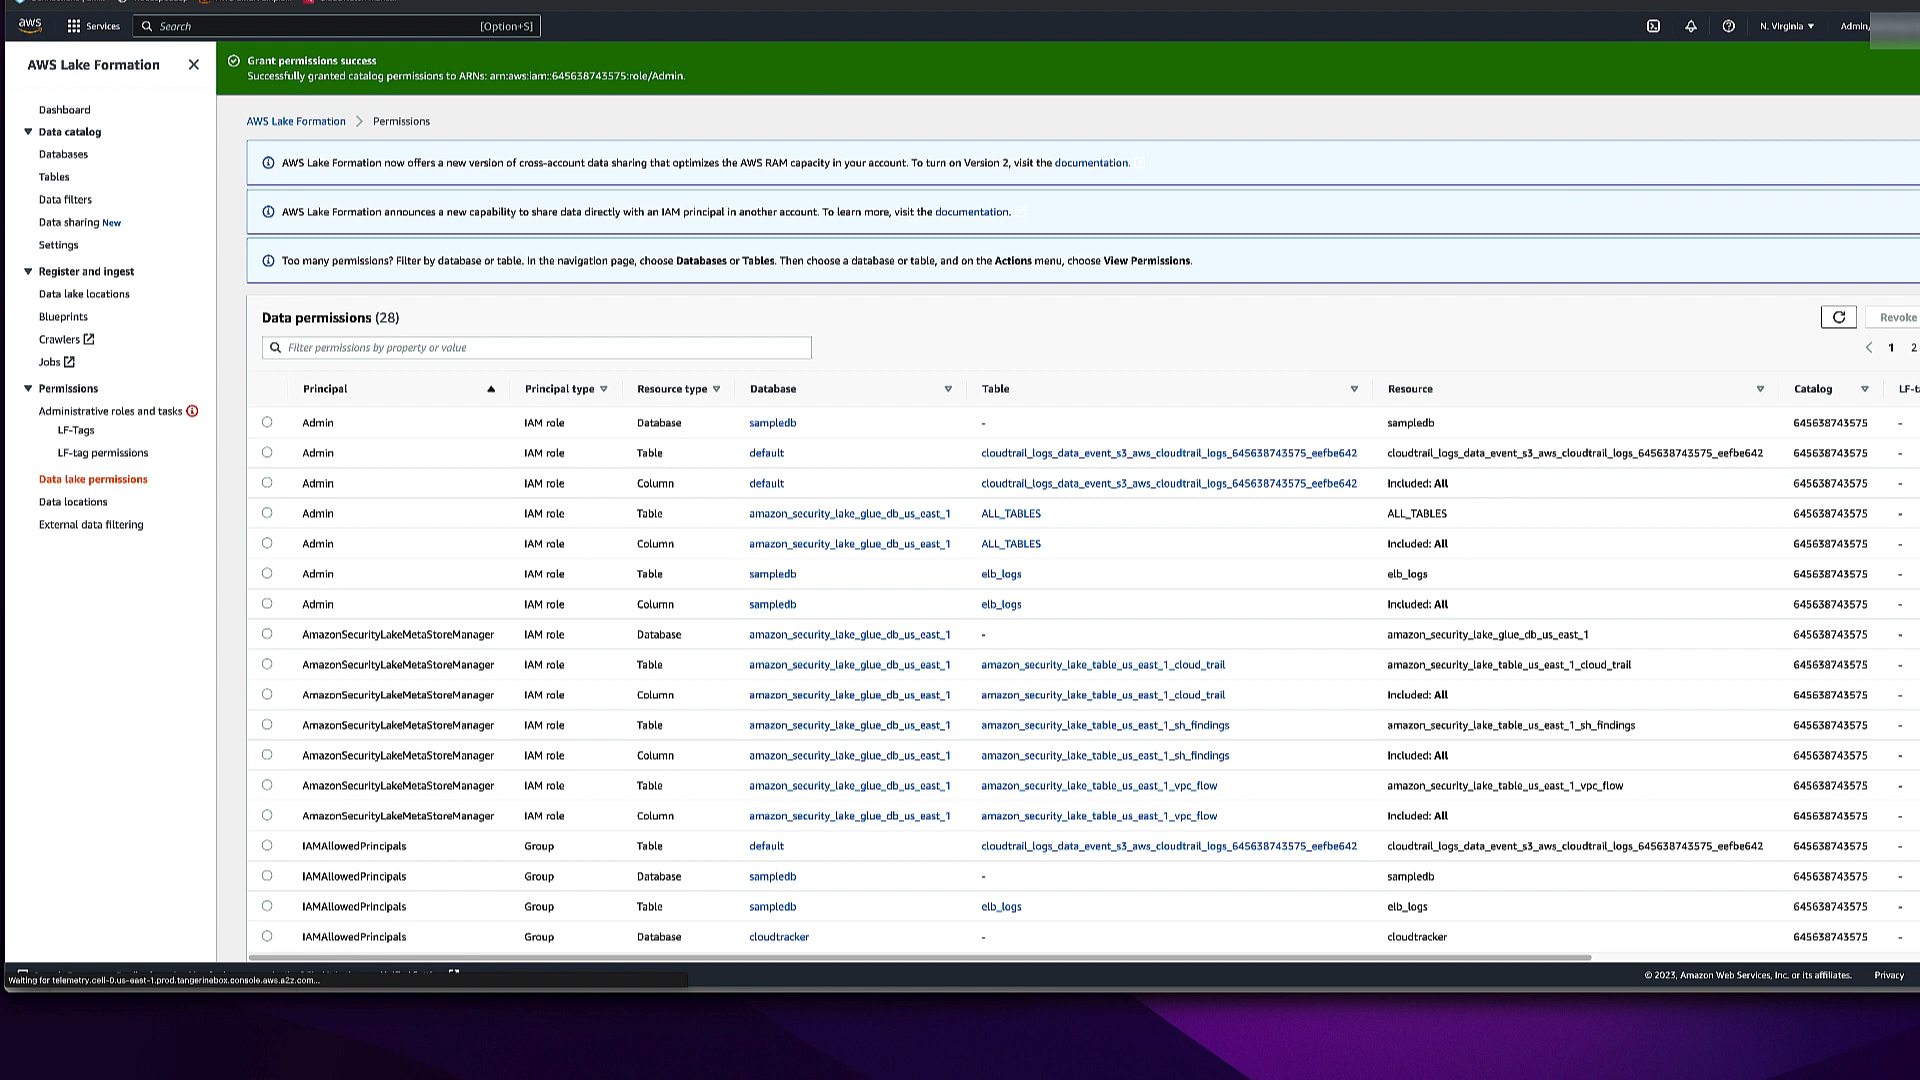 aws
Services
Search
[Option+S]
N. Virginia
Admin/
AWS Lake Formation
Dashboard
Data catalog
Databases
Tables
Data filters
Data sharing New
Settings
Register and ingest
Data lake locations
Blueprints
Crawlers
Jobs
Permissions
Administrative roles and tasks
LF-Tags
LF-tag permissions
Data lake permissions
Data locations
External data filtering
Grant permissions success
Successfully granted catalog permissions to ARNs: arn:aws:iam::645638743575:role/Admin.
AWS Lake Formation > Permissions
AWS Lake Formation now offers a new version of cross-account data sharing that optimizes the AWS RAM capacity in your account. To turn on Version 2, visit the documentation.
AWS Lake Formation announces a new capability to share data directly with an IAM principal in another account. To learn more, visit the documentation.
Too many permissions? Filter by database or table. In the navigation page, choose Databases or Tables. Then choose a database or table, and on the Actions menu, choose View Permissions.
Data permissions (28)
Revoke
Filter permissions by property or value
1 2
Principal Principal type Resource type Database Table Resource Catalog LF-t
Admin IAM role Database sampledb - sampledb 645638743575 -
Admin IAM role Table default cloudtrail_logs_data_event_s3_aws_cloudtrail_logs_645638743575_eefbe642 cloudtrail_logs_data_event_s3_aws_cloudtrail_logs_645638743575_eefbe642 645638743575 -
Admin IAM role Column default cloudtrail_logs_data_event_s3_aws_cloudtrail_logs_645638743575_eefbe642 Included: All 645638743575 -
Admin IAM role Table amazon_security_lake_glue_db_us_east_1 ALL_TABLES ALL_TABLES 645638743575 -
Admin IAM role Column amazon_security_lake_glue_db_us_east_1 ALL_TABLES Included: All 645638743575 -
Admin IAM role Table sampledb elb_logs elb_logs 645638743575 -
Admin IAM role Column sampledb elb_logs Included: All 645638743575 -
AmazonSecurityLakeMetaStoreManager IAM role Database amazon_security_lake_glue_db_us_east_1 - amazon_security_lake_glue_db_us_east_1 645638743575 -
AmazonSecurityLakeMetaStoreManager IAM role Table amazon_security_lake_glue_db_us_east_1 amazon_security_lake_table_us_east_1_cloud_trail amazon_security_lake_table_us_east_1_cloud_trail 645638743575 -
AmazonSecurityLakeMetaStoreManager IAM role Column amazon_security_lake_glue_db_us_east_1 amazon_security_lake_table_us_east_1_cloud_trail Included: All 645638743575 -
AmazonSecurityLakeMetaStoreManager IAM role Table amazon_security_lake_glue_db_us_east_1 amazon_security_lake_table_us_east_1_sh_findings amazon_security_lake_table_us_east_1_sh_findings 645638743575 -
AmazonSecurityLakeMetaStoreManager IAM role Column amazon_security_lake_glue_db_us_east_1 amazon_security_lake_table_us_east_1_sh_findings Included: All 645638743575 -
AmazonSecurityLakeMetaStoreManager IAM role Table amazon_security_lake_glue_db_us_east_1 amazon_security_lake_table_us_east_1_vpc_flow amazon_security_lake_table_us_east_1_vpc_flow 645638743575 -
AmazonSecurityLakeMetaStoreManager IAM role Column amazon_security_lake_glue_db_us_east_1 amazon_security_lake_table_us_east_1_vpc_flow Included: All 645638743575 -
IAMAllowedPrincipals Group Table default cloudtrail_logs_data_event_s3_aws_cloudtrail_logs_645638743575_eefbe642 cloudtrail_logs_data_event_s3_aws_cloudtrail_logs_645638743575_eefbe642 645638743575 -
IAMAllowedPrincipals Group Database sampledb - sampledb 645638743575 -
IAMAllowedPrincipals Group Table sampledb elb_logs elb_logs 645638743575 -
IAMAllowedPrincipals Group Database cloudtracker - cloudtracker 645638743575 -
Waiting for telemetry.cell-0.us-east-1.prod.tangerinebox.console.aws.a2z.com...
© 2023, Amazon Web Services, Inc. or its affiliates.
Privacy